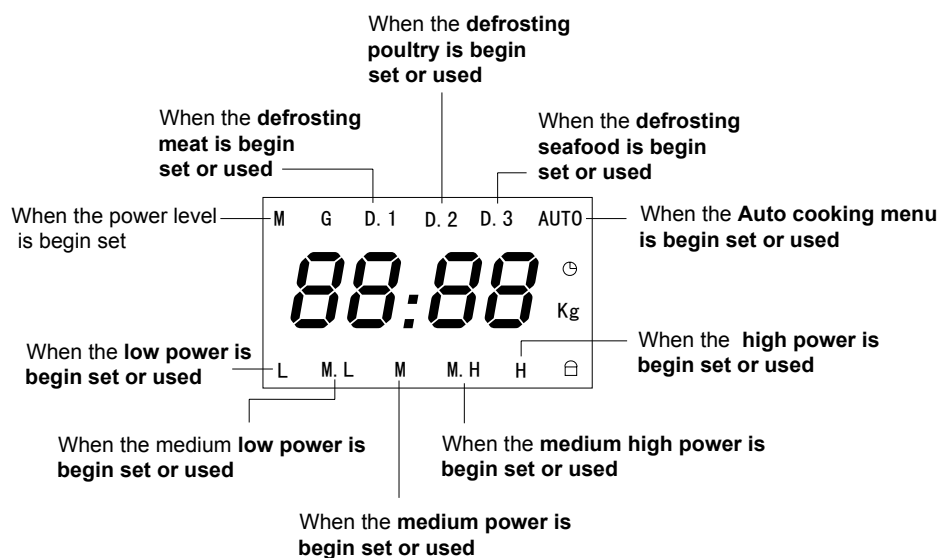 When the defrosting
poultry is begin
set or used
When the defrosting
meat is begin
set or used
When the defrosting
seafood is begin
set or used
When the power level
is begin set
M G D.1 D.2 D.3 AUTO
When the Auto cooking menu
is begin set or used
88:88
Kg
When the low power is
begin set or used
When the high power is
begin set or used
L M.L M M.H H
When the medium low power is
begin set or used
When the medium high power is
begin set or used
When the medium power is
begin set or used